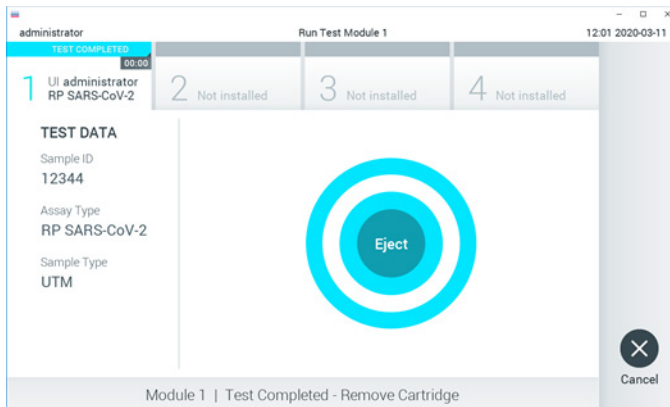 administrator Run Test Module 1 12:01 2020-03-11
TEST COMPLETED
00:00
1 UI administrator
RP SARS-CoV-2
2 Not installed
3 Not installed
4 Not installed
TEST DATA
Sample ID
12344
Assay Type
RP SARS-CoV-2
Sample Type
UTM
Eject
Cancel
Module 1 | Test Completed - Remove Cartridge